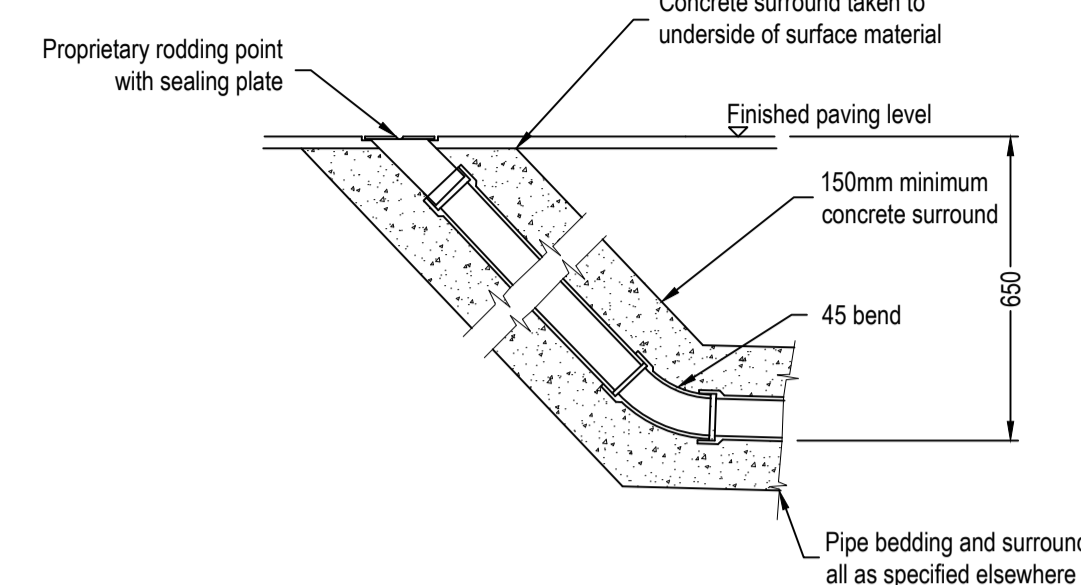 Concrete surround taken to
underside of surface material
Proprietary rodding point
with sealing plate
Finished paving level
150mm minimum
concrete surround
650
45 bend
Pipe bedding and surround
all as specified elsewhere